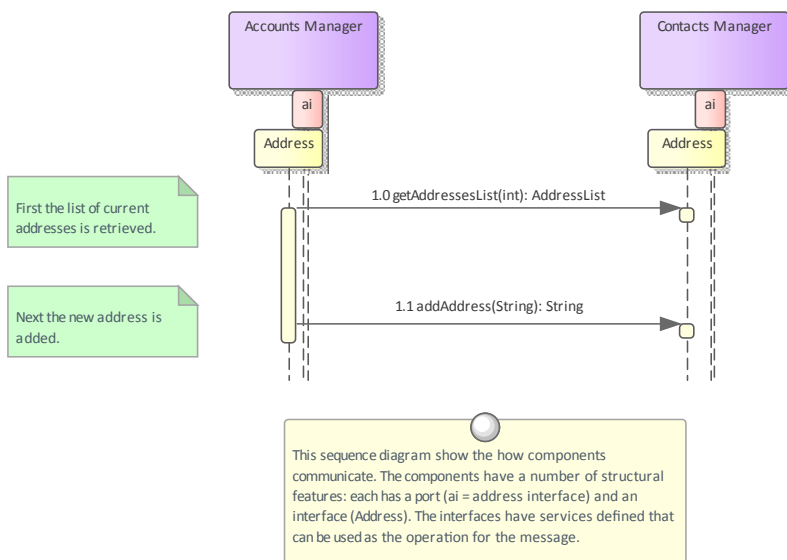 Accounts Manager
Contacts Manager
ai
ai
Address
Address
First the list of current
addresses is retrieved.
1.0 getAddressesList(int): AddressList
Next the new address is
added.
1.1 addAddress(String): String
This sequence diagram show the how components
communicate. The components have a number of structural
features: each has a port (ai = address interface) and an
interface (Address). The interfaces have services defined that
can be used as the operation for the message.